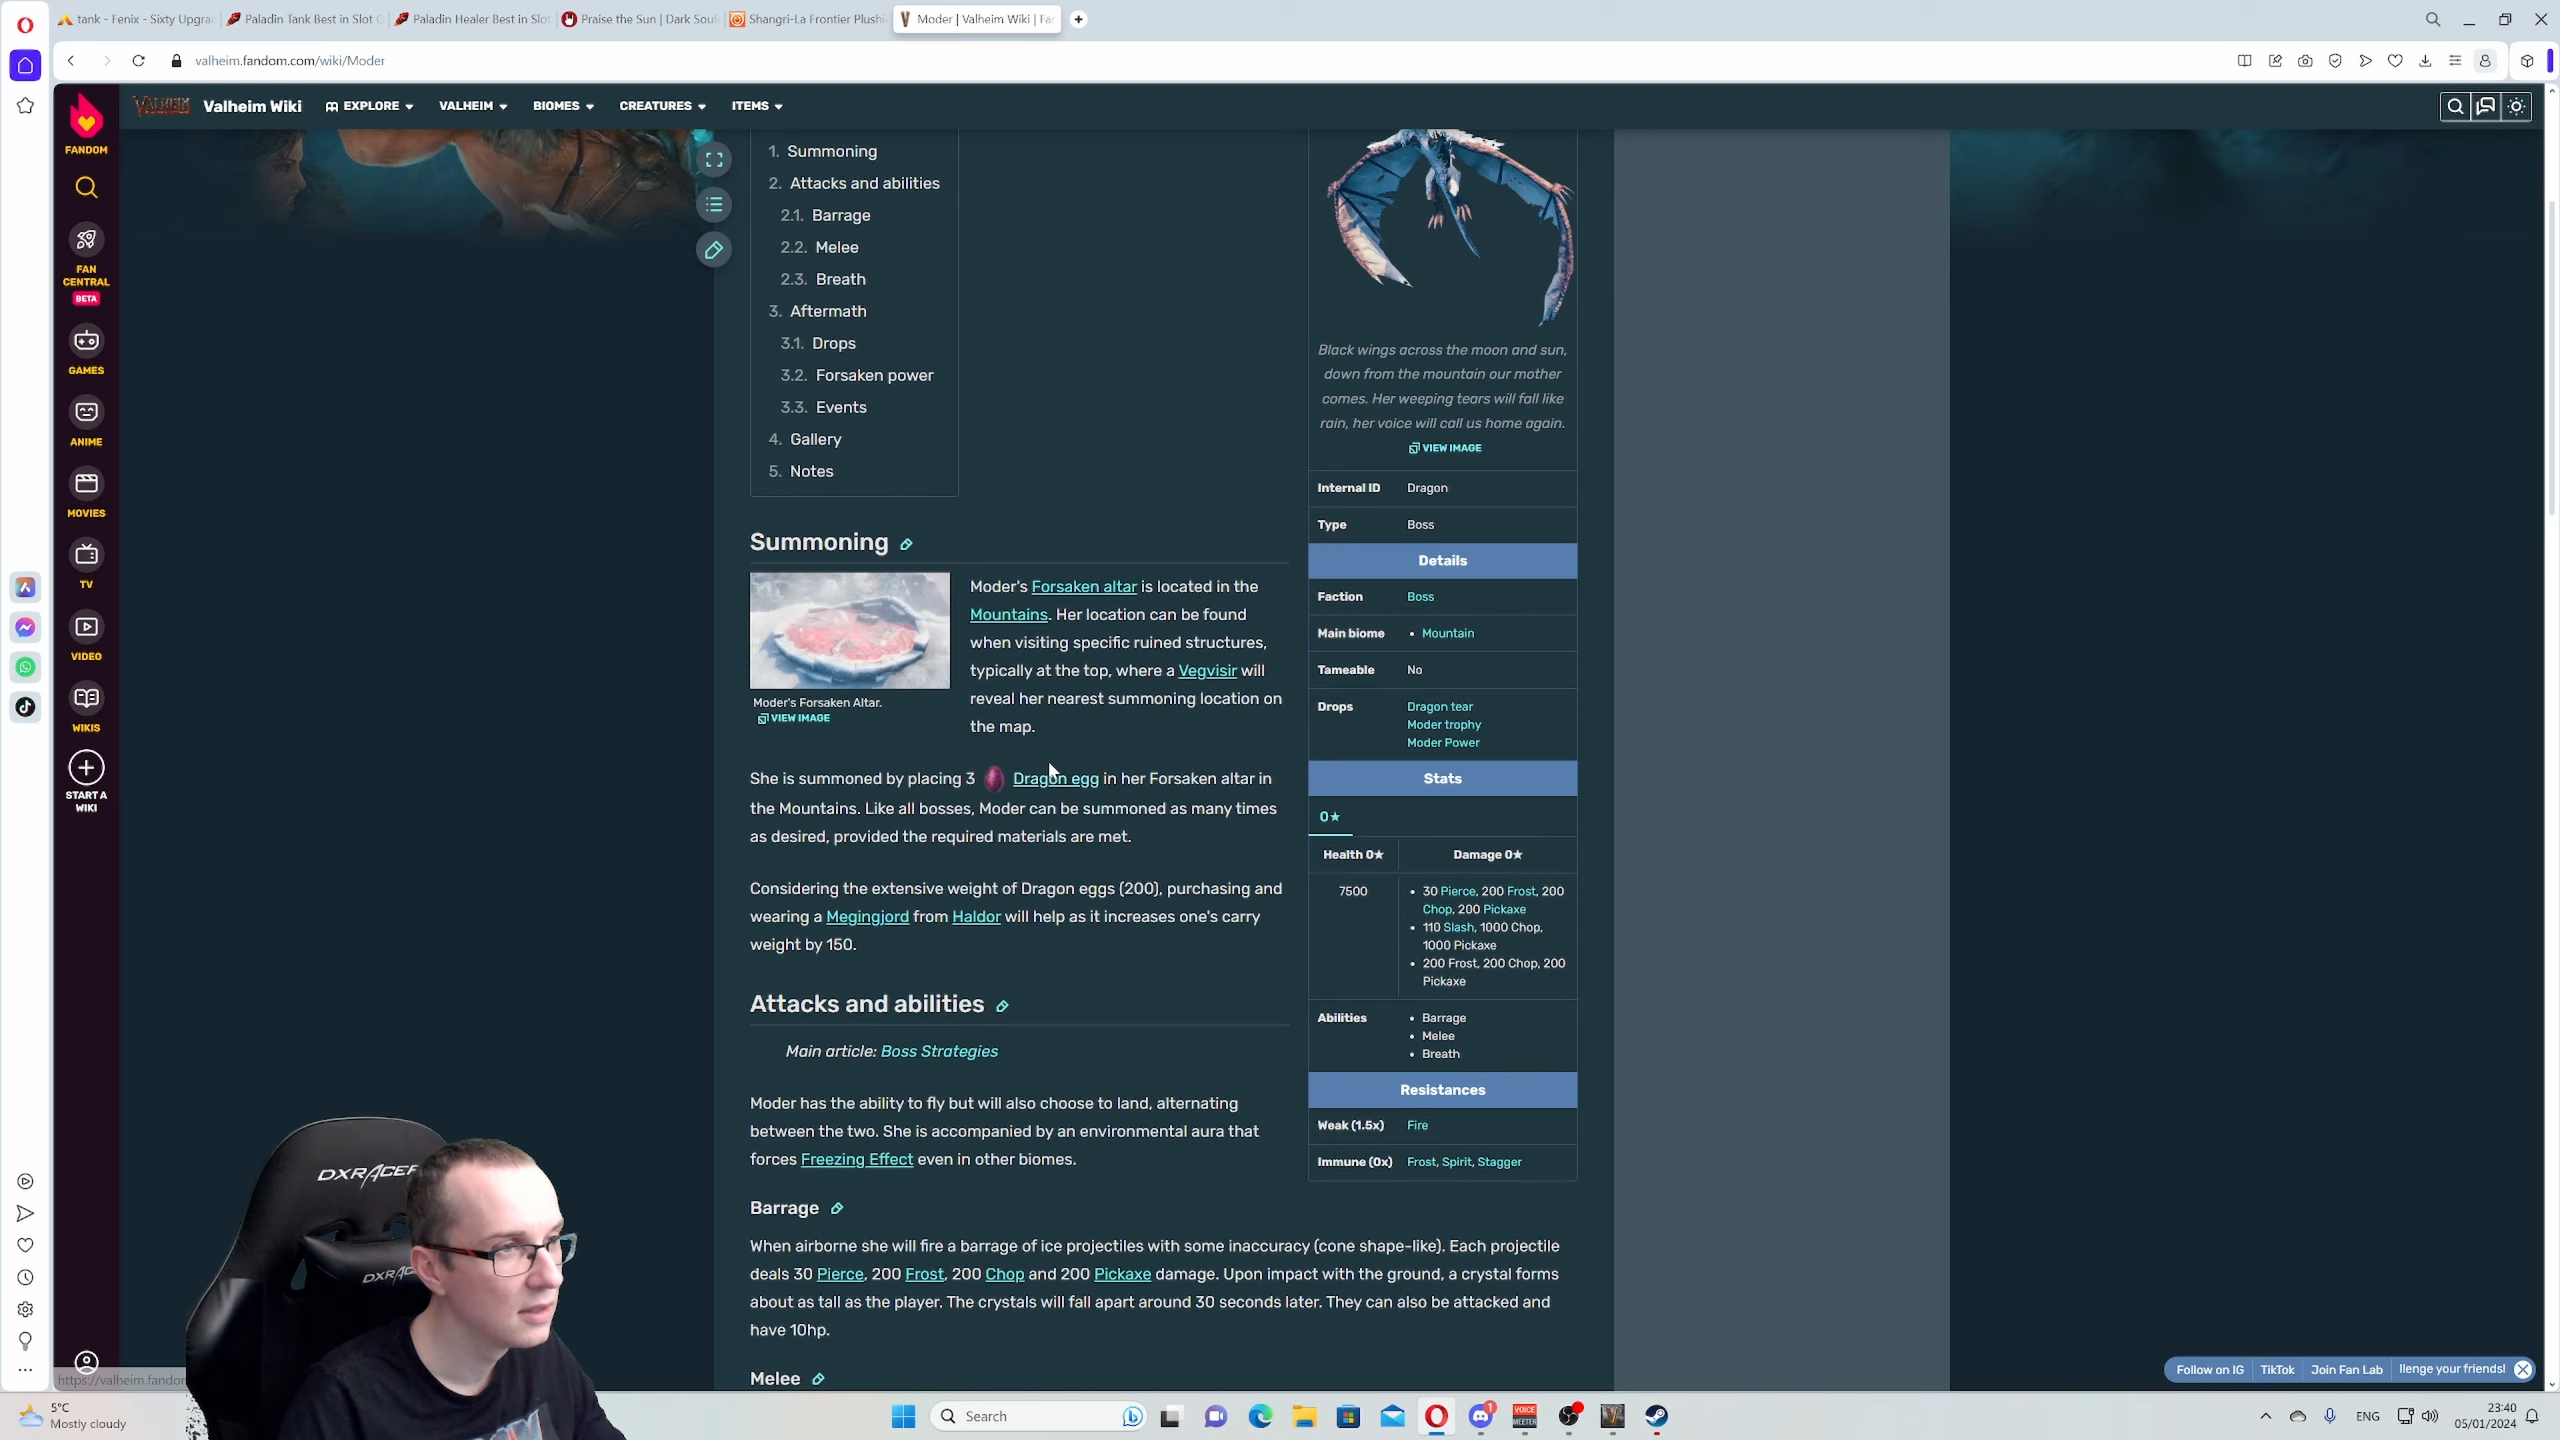 tank - Fenix - Sixty Upgrad
Paladin Tank Best in Slot G
Paladin Healer Best in Slot
Praise the Sun | Dark Soul
Shangri-La Frontier Plushie
Moder | Valheim Wiki | Fan
valheim.fandom.com/wiki/Moder
VALHEIM
Valheim Wiki
EXPLORE
VALHEIM
BIOMES
CREATURES
ITEMS
FANDOM
FAN
CENTRAL
BETA
GAMES
ANIME
MOVIES
TV
VIDEO
WIKIS
START A
WIKI
1. Summoning
2. Attacks and abilities
2.1. Barrage
2.2. Melee
2.3. Breath
3. Aftermath
3.1. Drops
3.2. Forsaken power
3.3. Events
4. Gallery
5. Notes
Summoning
Moder's Forsaken Altar.
VIEW IMAGE
Moder's Forsaken altar is located in the
Mountains. Her location can be found
when visiting specific ruined structures,
typically at the top, where a Vegvisir will
reveal her nearest summoning location on
the map.
She is summoned by placing 3 Dragon egg in her Forsaken altar in
the Mountains. Like all bosses, Moder can be summoned as many times
as desired, provided the required materials are met.
Considering the extensive weight of Dragon eggs (200), purchasing and
wearing a Megingjord from Haldor will help as it increases one's carry
weight by 150.
Attacks and abilities
Main article: Boss Strategies
Moder has the ability to fly but will also choose to land, alternating
between the two. She is accompanied by an environmental aura that
forces Freezing Effect even in other biomes.
Barrage
When airborne she will fire a barrage of ice projectiles with some inaccuracy (cone shape-like). Each projectile
deals 30 Pierce, 200 Frost, 200 Chop and 200 Pickaxe damage. Upon impact with the ground, a crystal forms
about as tall as the player. The crystals will fall apart around 30 seconds later. They can also be attacked and
have 10hp.
Melee
Black wings across the moon and sun,
down from the mountain our mother
comes. Her weeping tears will fall like
rain, her voice will call us home again.
VIEW IMAGE
Internal ID Dragon
Type Boss
Details
Faction Boss
Main biome • Mountain
Tameable No
Drops Dragon tear
Moder trophy
Moder Power
Stats
0★
Health 0★ Damage 0★
7500 • 30 Pierce, 200 Frost, 200
Chop, 200 Pickaxe
• 110 Slash, 1000 Chop,
1000 Pickaxe
• 200 Frost, 200 Chop, 200
Pickaxe
Abilities • Barrage
• Melee
• Breath
Resistances
Weak (1.5x) Fire
Immune (0x) Frost, Spirit, Stagger
DXRACER
DXRAC
https://valheim.fandom
Follow on IG
TikTok
Join Fan Lab
llenge your friends!
5°C
Mostly cloudy
Search
1
VOICE
MEETER
ENG
23:40
05/01/2024